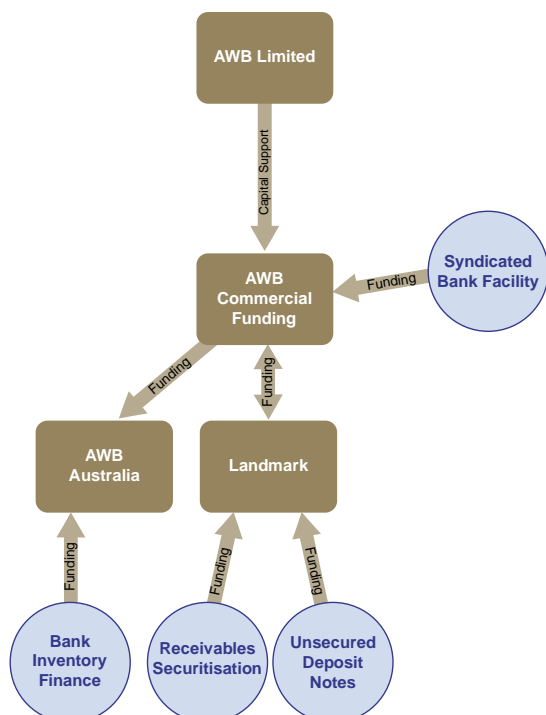 AWB Limited
Capital Support
AWB
Commercial
Funding
Funding
Syndicated
Bank Facility
Funding
Funding
AWB
Australia
Landmark
Funding
Funding
Funding
Bank
Inventory
Finance
Receivables
Securitisation
Unsecured
Deposit
Notes